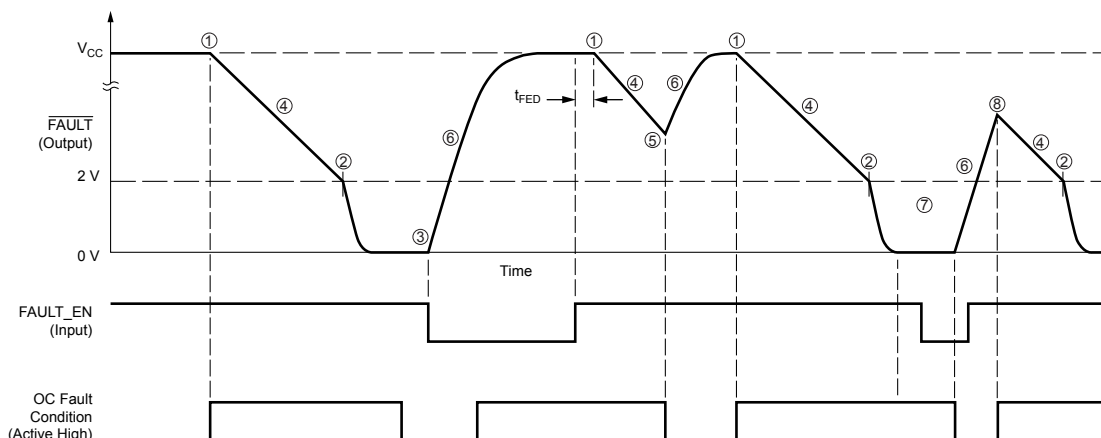 V_CC
① ① ①
④ ⑥ ④ ⑥ ④ ⑧
t_FED
FAULT
(Output)
② ⑤ ② ⑥ ④ ②
2 V
③ ⑦
0 V
Time
FAULT_EN
(Input)
OC Fault
Condition
(Active High)